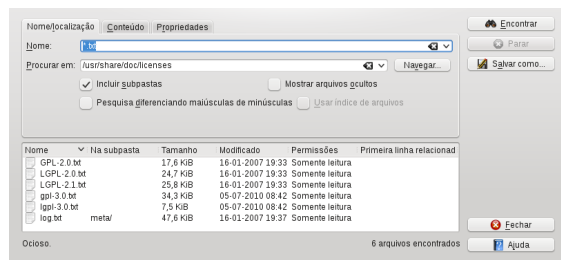 Nome/localização Conteúdo Propriedades
Nome: *.txt
Procurar em: /usr/share/doc/licenses Navegar...
Incluir subpastas Mostrar arquivos ocultos
Pesquisa diferenciando maiúsculas de minúsculas Usar índice de arquivos
Encontrar
Parar
Salvar como...
Nome Na subpasta Tamanho Modificado Permissões Primeira linha relacionad
GPL-2.0.txt 17,6 KiB 16-01-2007 19:33 Somente leitura
LGPL-2.0.txt 24,7 KiB 16-01-2007 19:33 Somente leitura
LGPL-2.1.txt 25,8 KiB 16-01-2007 19:33 Somente leitura
gpl-3.0.txt 34,3 KiB 05-07-2010 08:42 Somente leitura
lgpl-3.0.txt 7,5 KiB 05-07-2010 08:42 Somente leitura
log.txt meta/ 47,6 KiB 16-01-2007 19:37 Somente leitura
Ocioso. 6 arquivos encontrados
Fechar
Ajuda